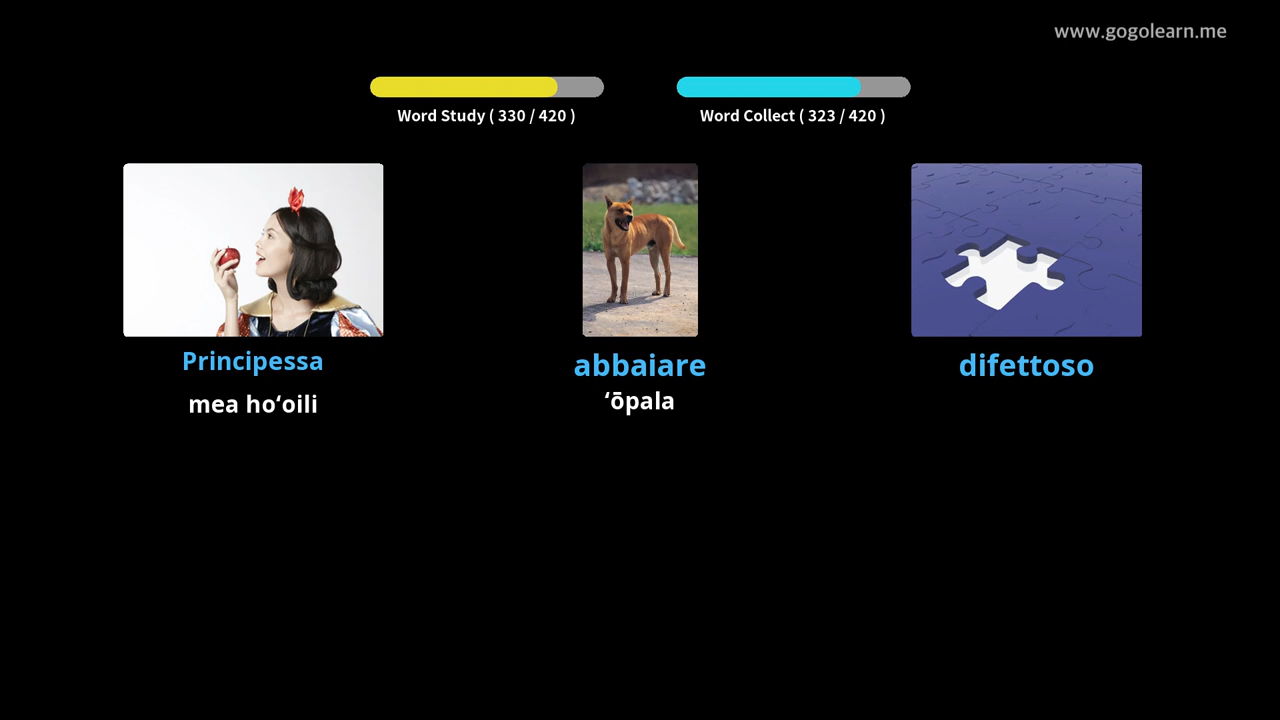 www.gogolearn.me
Word Study ( 330 / 420 )
Word Collect ( 323 / 420 )
Principessa
abbaiare
difettoso
mea hoʻoili
ʻōpala